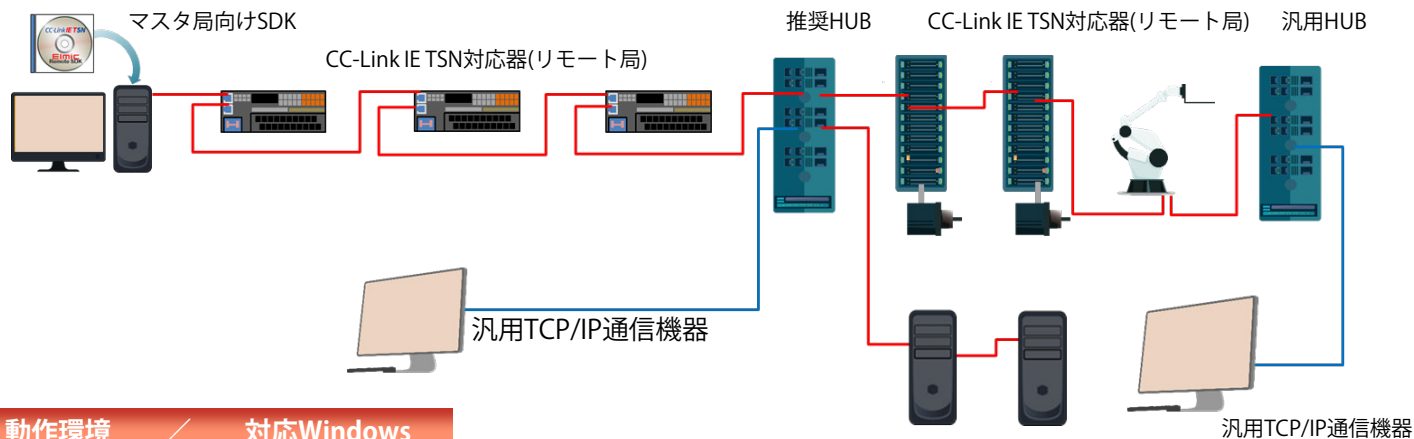 マスタ局向けSDK
CC-Link IE TSN
Eimic
Remote SDK
CC-Link IE TSN対応器(リモート局)
推奨HUB
CC-Link IE TSN対応器(リモート局)
汎用HUB
汎用TCP/IP通信機器
汎用TCP/IP通信機器
動作環境 ／ 対応Windows